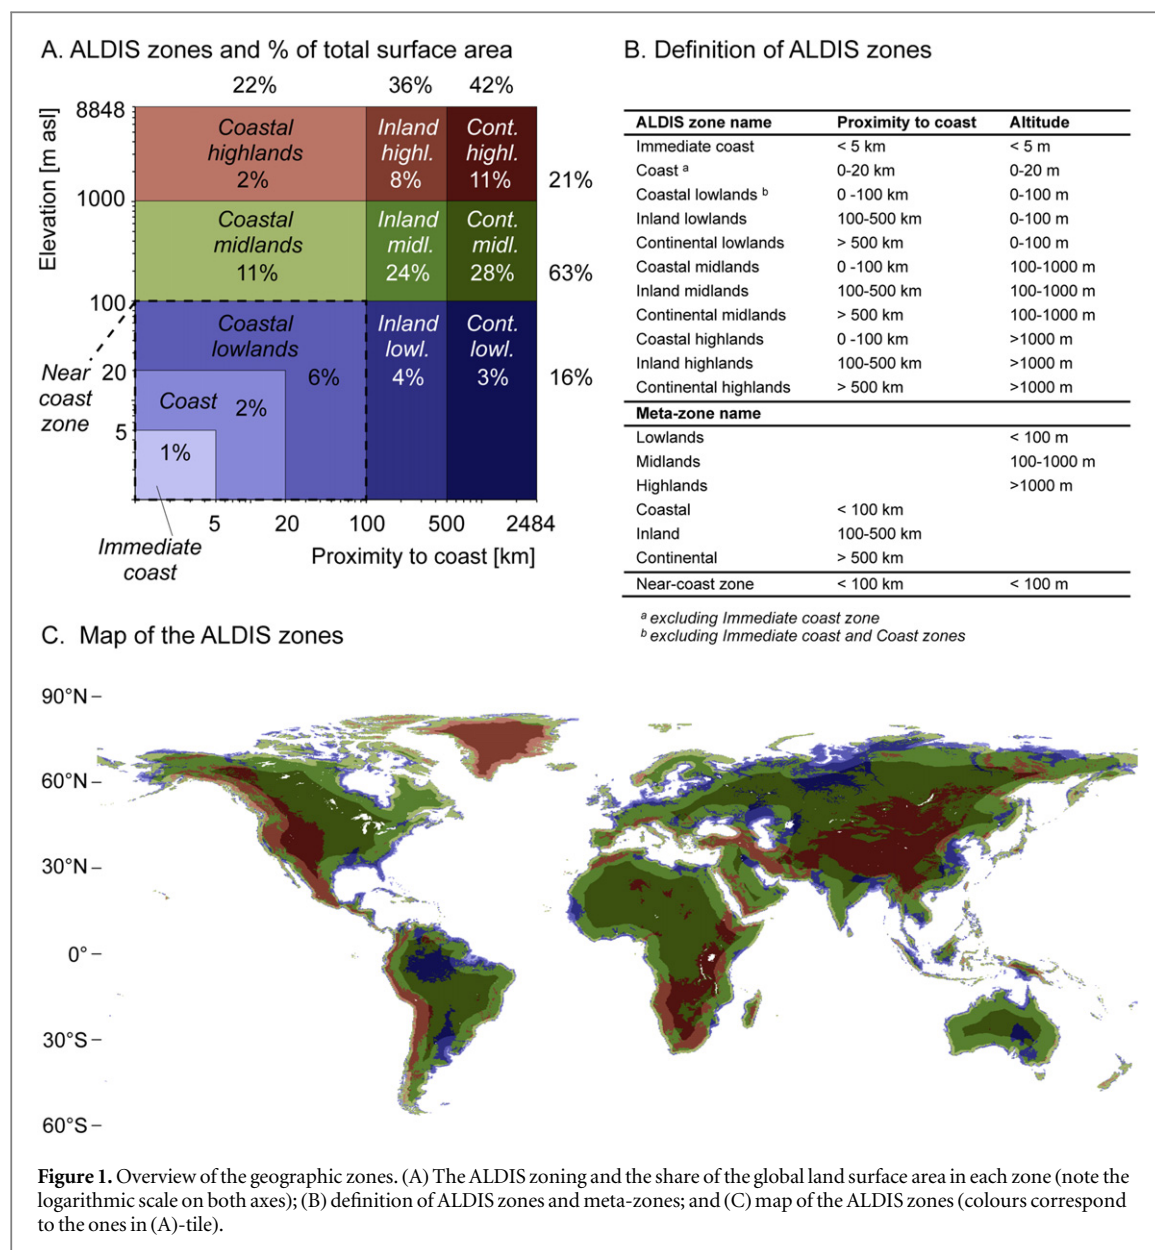 A. ALDIS zones and % of total surface area
22%
36%
42%
8848
1000
100
20
5
Elevation [m asl]
Coastal
highlands
2%
Inland
highl.
8%
Cont.
highl.
11%
21%
Coastal
midlands
11%
Inland
midl.
24%
Cont.
midl.
28%
63%
Coastal
lowlands
6%
Inland
lowl.
4%
Cont.
lowl.
3%
16%
Near
coast
zone
Coast
2%
1%
5 20 100 500 2484
Immediate
coast
Proximity to coast [km]
B. Definition of ALDIS zones
ALDIS zone name Proximity to coast Altitude
Immediate coast < 5 km < 5 m
Coast a 0-20 km 0-20 m
Coastal lowlands b 0 -100 km 0-100 m
Inland lowlands 100-500 km 0-100 m
Continental lowlands > 500 km 0-100 m
Coastal midlands 0 -100 km 100-1000 m
Inland midlands 100-500 km 100-1000 m
Continental midlands > 500 km 100-1000 m
Coastal highlands 0 -100 km >1000 m
Inland highlands 100-500 km >1000 m
Continental highlands > 500 km >1000 m
Meta-zone name
Lowlands < 100 m
Midlands 100-1000 m
Highlands >1000 m
Coastal < 100 km
Inland 100-500 km
Continental > 500 km
Near-coast zone < 100 km < 100 m
a excluding Immediate coast zone
b excluding Immediate coast and Coast zones
C. Map of the ALDIS zones
90°N
60°N
30°N
0°
30°S
60°S
Figure 1. Overview of the geographic zones. (A) The ALDIS zoning and the share of the global land surface area in each zone (note the
logarithmic scale on both axes); (B) definition of ALDIS zones and meta-zones; and (C) map of the ALDIS zones (colours correspond
to the ones in (A)-tile).